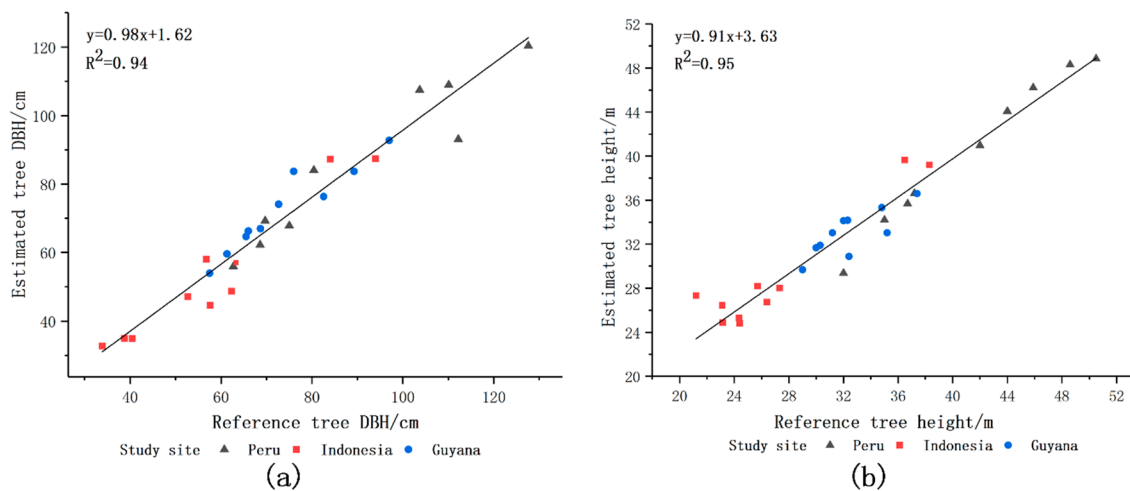 y=0.98x+1.62
R²=0.94
120
100
80
60
40
Estimated tree DBH/cm
40 60 80 100 120
Reference tree DBH/cm
Study site Peru Indonesia Guyana
(a)
y=0.91x+3.63
R²=0.95
52
48
44
40
36
32
28
24
20
Estimated tree height/m
20 24 28 32 36 40 44 48 52
Reference tree height/m
Study site Peru Indonesia Guyana
(b)